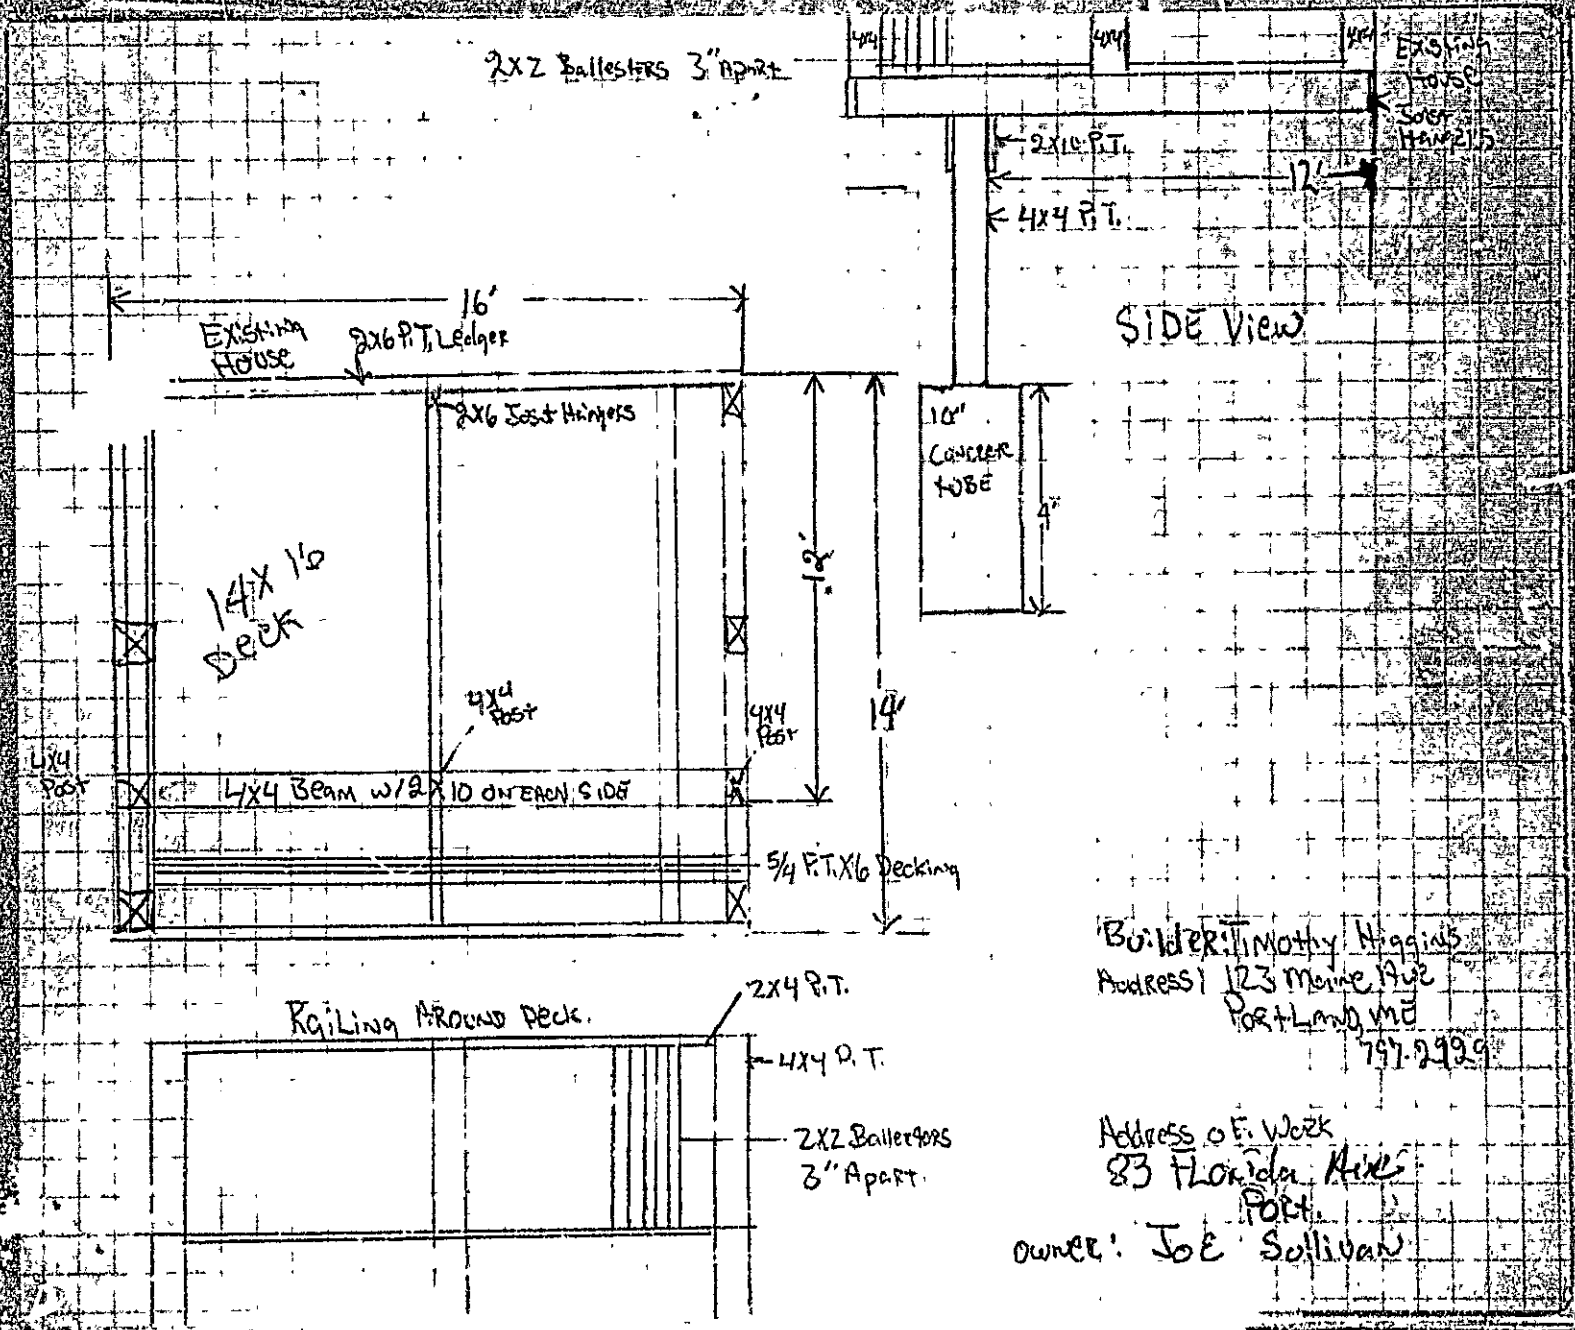 2X2 Ballesters 3" Apart
4x4
4x4
4x4
Existing
House
Joist
Hangers
2X10 P.T.
12'
4x4 P.T.
SIDE View
16'
Existing
House
2x6 P.T. Ledger
2X6 Joist Hangers
10"
CONCRETE
TUBE
4"
12'
14'
DECK
4X4
Post
4X4
Post
4X4
Post
4X4 Beam w/2X10 ON EACH SIDE
5/4 P.T. X6 Decking
Builder: Timothy Higgins
Address: 123 Maine Ave
Portland, ME
797-2929
Railing AROUND Deck.
2X4 P.T.
4X4 P.T.
2X2 Ballesters
3" Apart.
Address of Work
83 Florida Ave
Port.
owner: Joe Sullivan